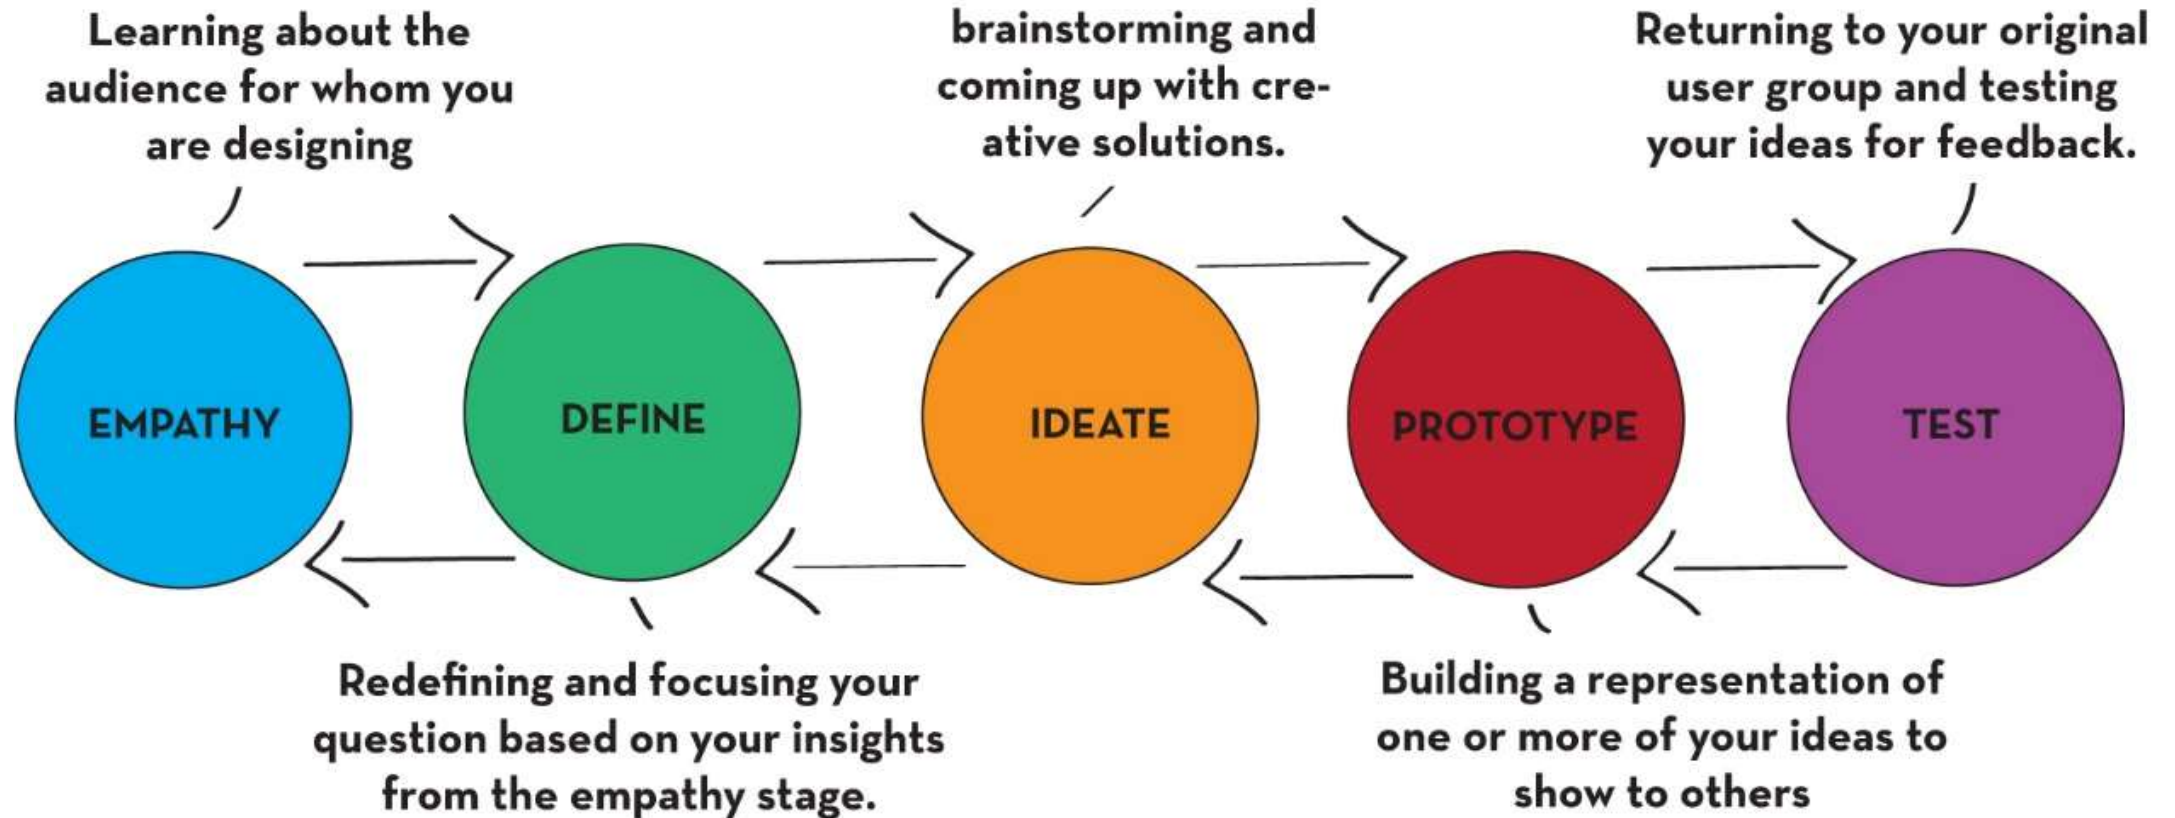 Learning about the
audience for whom you
are designing
brainstorming and
coming up with cre-
ative solutions.
Returning to your original
user group and testing
your ideas for feedback.
EMPATHY
DEFINE
IDEATE
PROTOTYPE
TEST
Redefining and focusing your
question based on your insights
from the empathy stage.
Building a representation of
one or more of your ideas to
show to others